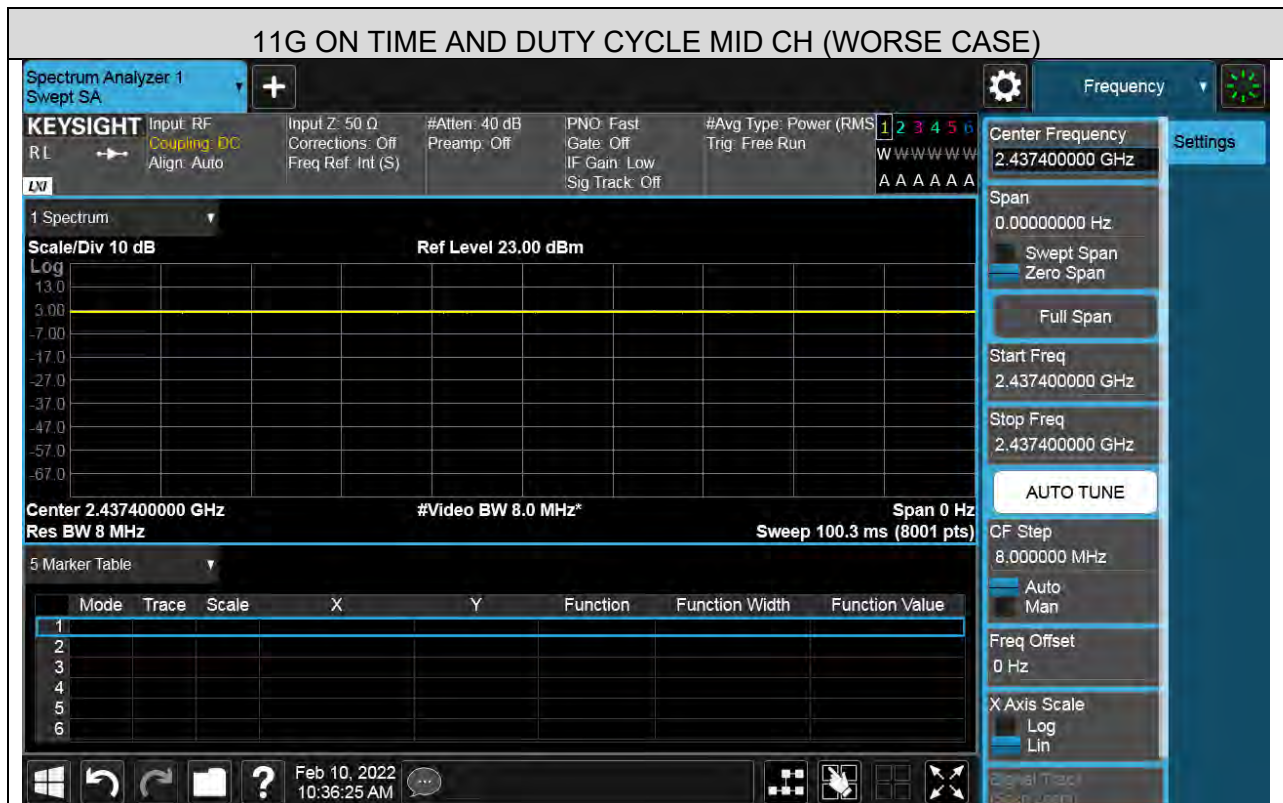 11G ON TIME AND DUTY CYCLE MID CH (WORSE CASE)
Spectrum Analyzer 1
Swept SA
Frequency
KEYSIGHT
RL
LXI
Input: RF
Coupling: DC
Align: Auto
Input Z: 50 Ω
Corrections: Off
Freq Ref: Int (S)
#Atten: 40 dB
Preamp: Off
PNO: Fast
Gate: Off
IF Gain: Low
Sig Track: Off
#Avg Type: Power (RMS
Trig: Free Run
1 2 3 4 5 6
W W W W W W
A A A A A A
Center Frequency
2.437400000 GHz
Settings
Span
0.00000000 Hz
Swept Span
Zero Span
Full Span
Start Freq
2.437400000 GHz
Stop Freq
2.437400000 GHz
AUTO TUNE
CF Step
8.000000 MHz
Auto
Man
Freq Offset
0 Hz
X Axis Scale
Log
Lin
1 Spectrum
Scale/Div 10 dB
Ref Level 23.00 dBm
Log
13.0
3.00
-7.00
-17.0
-27.0
-37.0
-47.0
-57.0
-67.0
Center 2.437400000 GHz
#Video BW 8.0 MHz*
Span 0 Hz
Res BW 8 MHz
Sweep 100.3 ms (8001 pts)
5 Marker Table
Mode Trace Scale X Y Function Function Width Function Value
1
2
3
4
5
6
?
Feb 10, 2022
10:36:25 AM